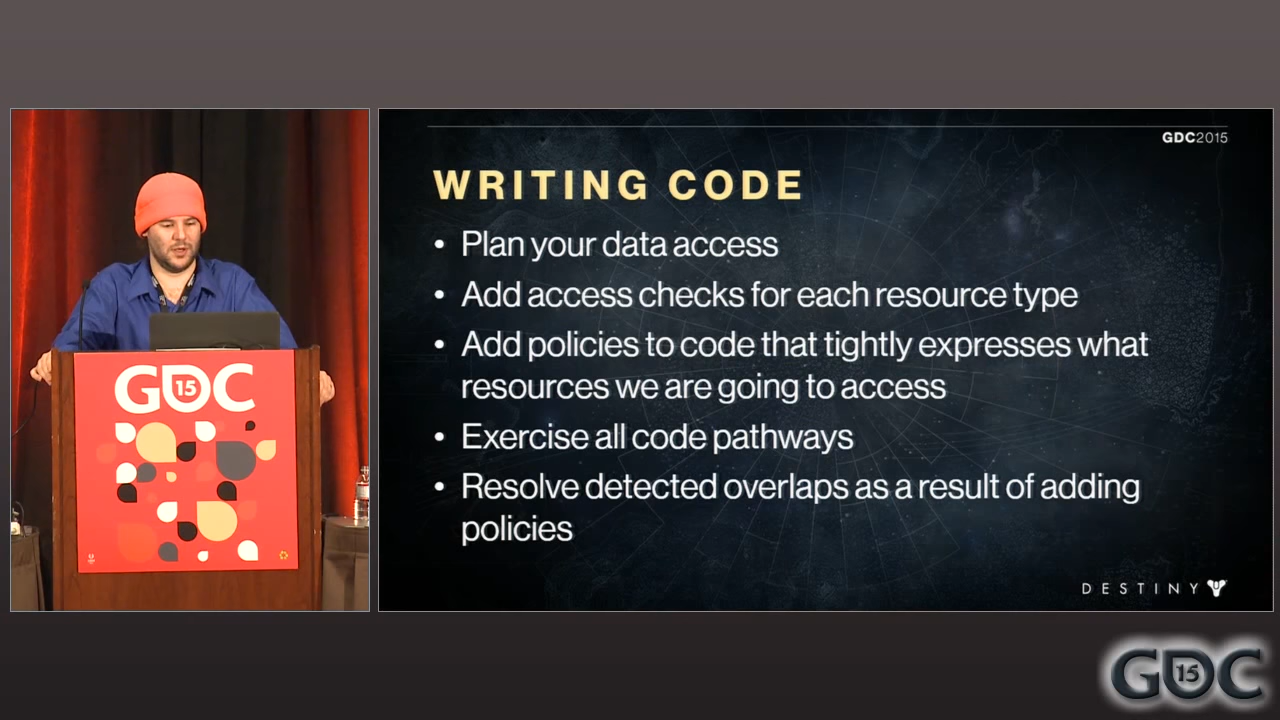 GDC2015
WRITING CODE
• Plan your data access
• Add access checks for each resource type
• Add policies to code that tightly expresses what
resources we are going to access
• Exercise all code pathways
• Resolve detected overlaps as a result of adding
policies
DESTINY
GDC
15
GDC
15